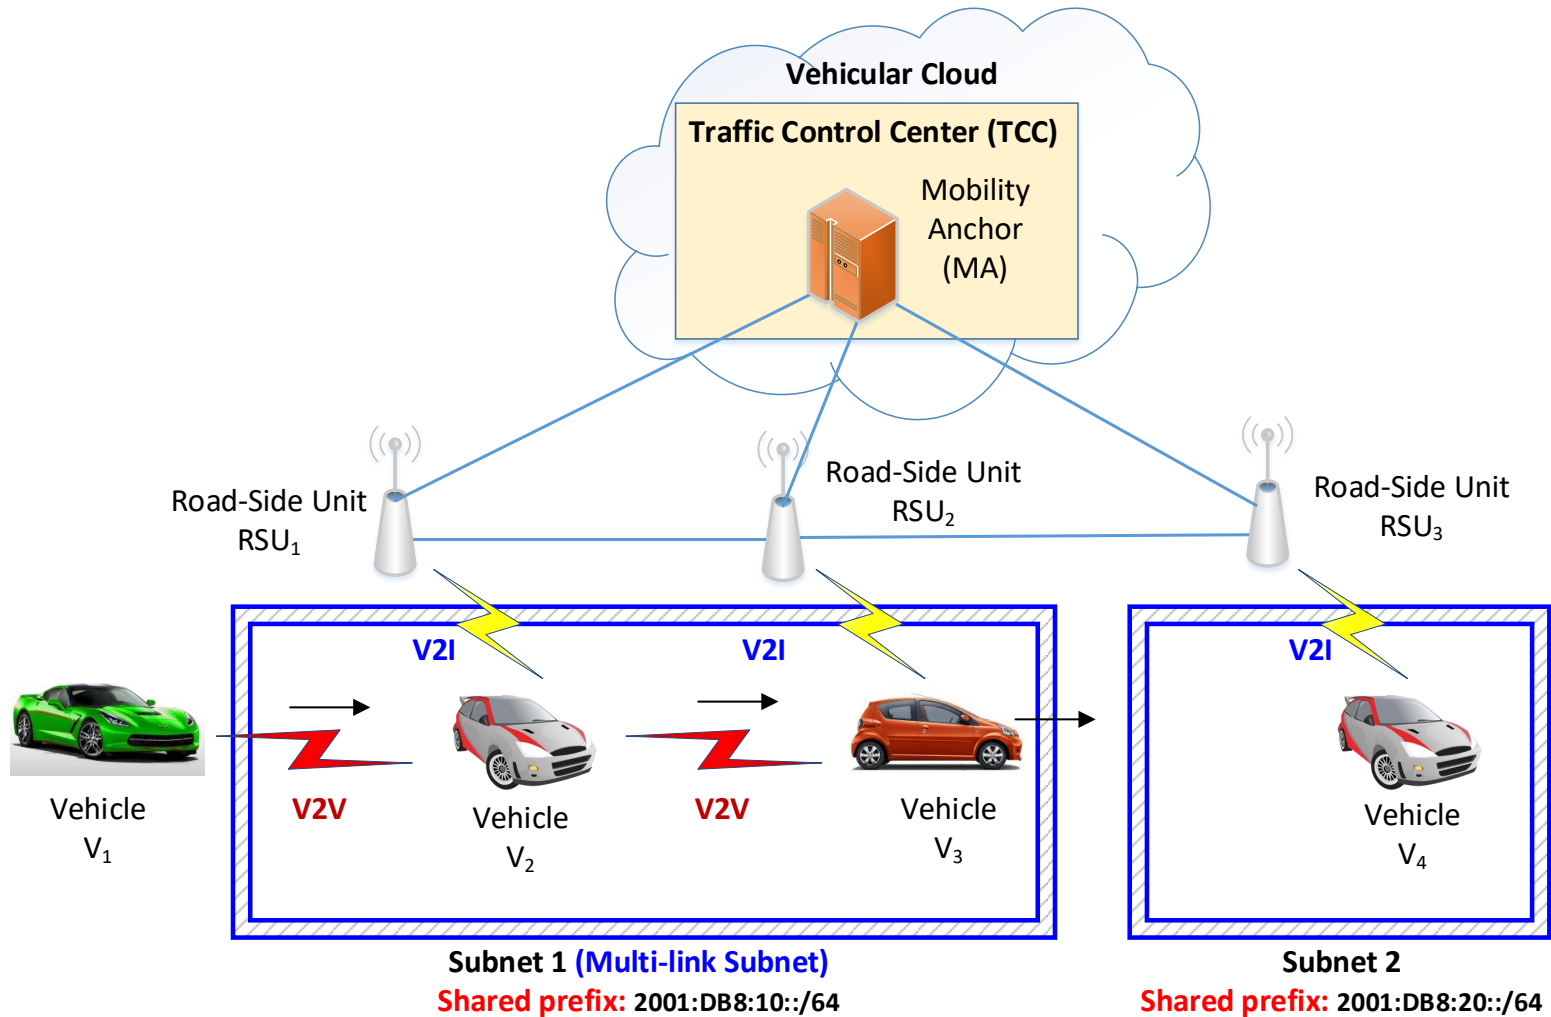 Vehicular Cloud
Traffic Control Center (TCC)
Mobility
Anchor
(MA)
Road-Side Unit
RSU₁
Road-Side Unit
RSU₂
Road-Side Unit
RSU₃
V2I
V2I
V2I
V2V
V2V
Vehicle
V₁
Vehicle
V₂
Vehicle
V₃
Vehicle
V₄
Subnet 1 (Multi-link Subnet)
Shared prefix: 2001:DB8:10::/64
Subnet 2
Shared prefix: 2001:DB8:20::/64